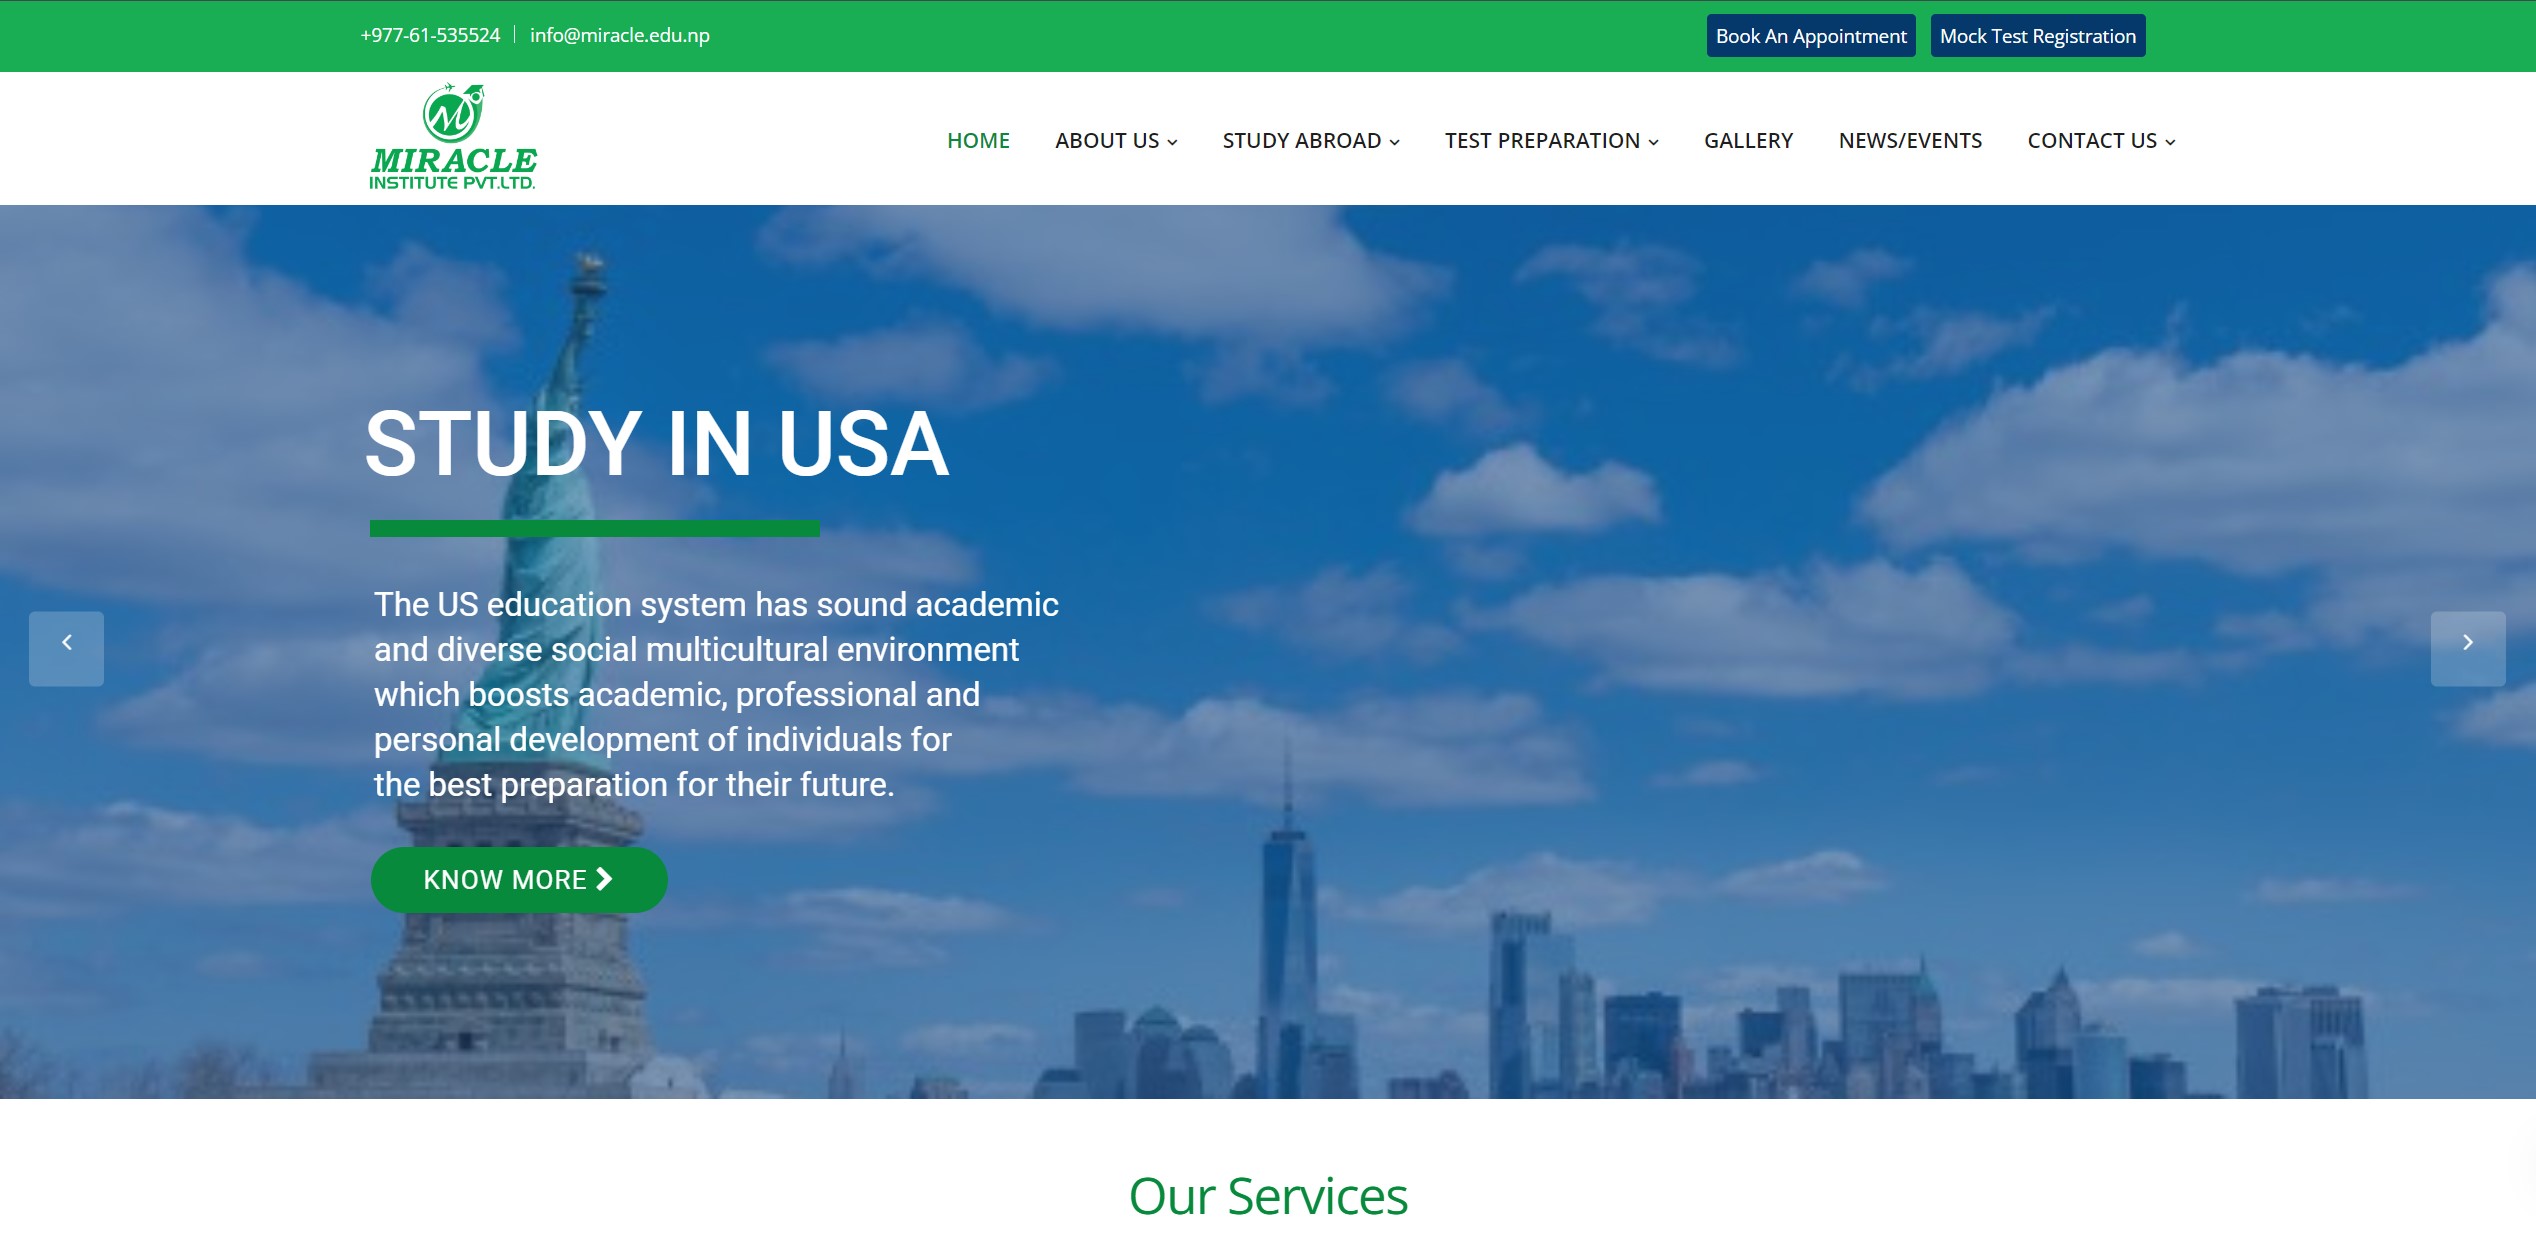 +977-61-535524 | info@miracle.edu.np
Book An Appointment
Mock Test Registration
M
MIRACLE
INSTITUTE PVT.LTD.
HOME
ABOUT US
STUDY ABROAD
TEST PREPARATION
GALLERY
NEWS/EVENTS
CONTACT US
STUDY IN USA
The US education system has sound academic
and diverse social multicultural environment
which boosts academic, professional and
personal development of individuals for
the best preparation for their future.
KNOW MORE
Our Services